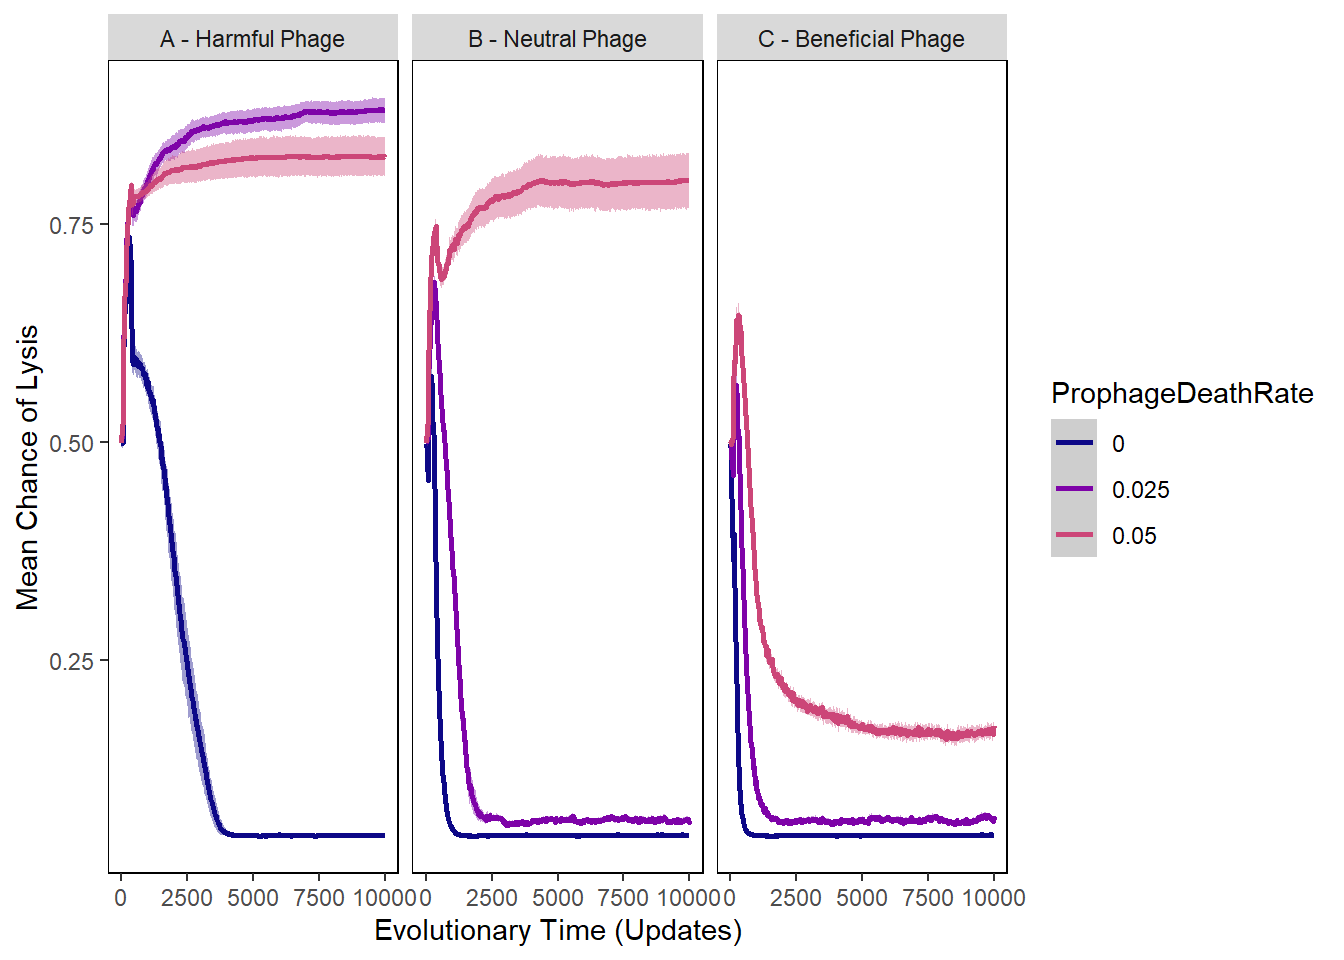 A - Harmful Phage
B - Neutral Phage
C - Beneficial Phage
Mean Chance of Lysis
0.75
0.50
0.25
0 2500 5000 7500 10000
0 2500 5000 7500 10000
0 2500 5000 7500 10000
Evolutionary Time (Updates)
ProphageDeathRate
0
0.025
0.05